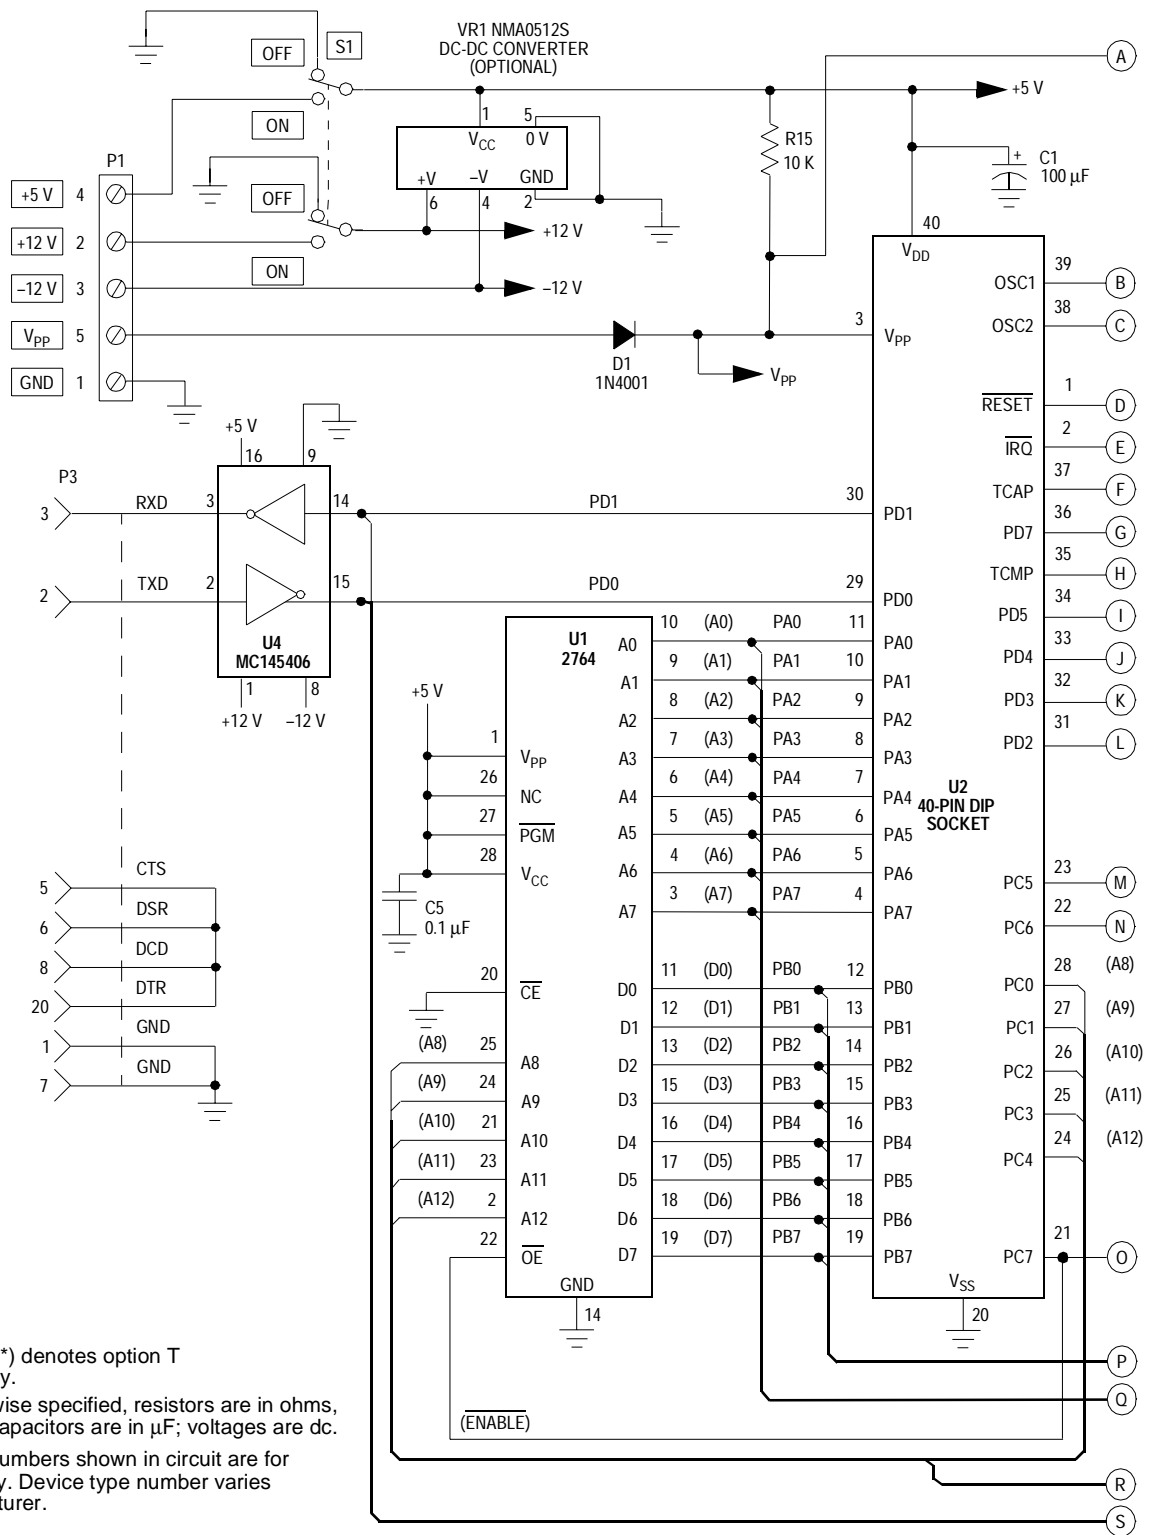 VR1 NMA0512S
DC-DC CONVERTER
(OPTIONAL)
OFF
S1
A
+5 V
ON
1
5
VCC
0 V
+V
–V
GND
6
4
2
R15
10 K
+
C1
100 µF
P1
+5 V 4
+12 V 2
–12 V 3
VPP 5
GND 1
OFF
ON
+12 V
–12 V
D1
1N4001
VPP
40
VDD
3
VPP
OSC1 39 B
OSC2 38 C
RESET 1 D
IRQ 2 E
TCAP 37 F
PD7 36 G
TCMP 35 H
PD5 34 I
PD4 33 J
PD3 32 K
PD2 31 L
U2
40-PIN DIP
SOCKET
PC5 23 M
PC6 22 N
PC0 28 (A8)
PC1 27 (A9)
PC2 26 (A10)
PC3 25 (A11)
PC4 24 (A12)
PC7 21 O
VSS
20
+5 V
16
9
P3
3 RXD 3 14 PD1 30 PD1
2 TXD 2 15 PD0 29 PD0
U4
MC145406
1
8
+12 V
–12 V
5 CTS
6 DSR
8 DCD
20 DTR
1 GND
7 GND
U1
2764
+5 V
1 VPP
26 NC
27 PGM
28 VCC
C5
0.1 µF
20 CE
(A8) 25 A8
(A9) 24 A9
(A10) 21 A10
(A11) 23 A11
(A12) 2 A12
22 OE
GND
14
A0 10 (A0) PA0 11 PA0
A1 9 (A1) PA1 10 PA1
A2 8 (A2) PA2 9 PA2
A3 7 (A3) PA3 8 PA3
A4 6 (A4) PA4 7 PA4
A5 5 (A5) PA5 6 PA5
A6 4 (A6) PA6 5 PA6
A7 3 (A7) PA7 4 PA7
D0 11 (D0) PB0 12 PB0
D1 12 (D1) PB1 13 PB1
D2 13 (D2) PB2 14 PB2
D3 15 (D3) PB3 15 PB3
D4 16 (D4) PB4 16 PB4
D5 17 (D5) PB5 17 PB5
D6 18 (D6) PB6 18 PB6
D7 19 (D7) PB7 19 PB7
(ENABLE)
P
Q
R
S
*) denotes option T
y.
wise specified, resistors are in ohms,
apacitors are in µF; voltages are dc.
umbers shown in circuit are for
y. Device type number varies
turer.